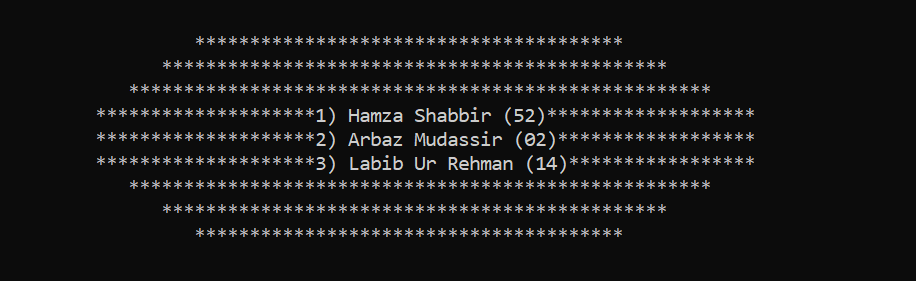 ***************************************
**********************************************
*****************************************************
********************1) Hamza Shabbir (52)*******************
********************2) Arbaz Mudassir (02)******************
********************3) Labib Ur Rehman (14)*****************
*****************************************************
**********************************************
***************************************